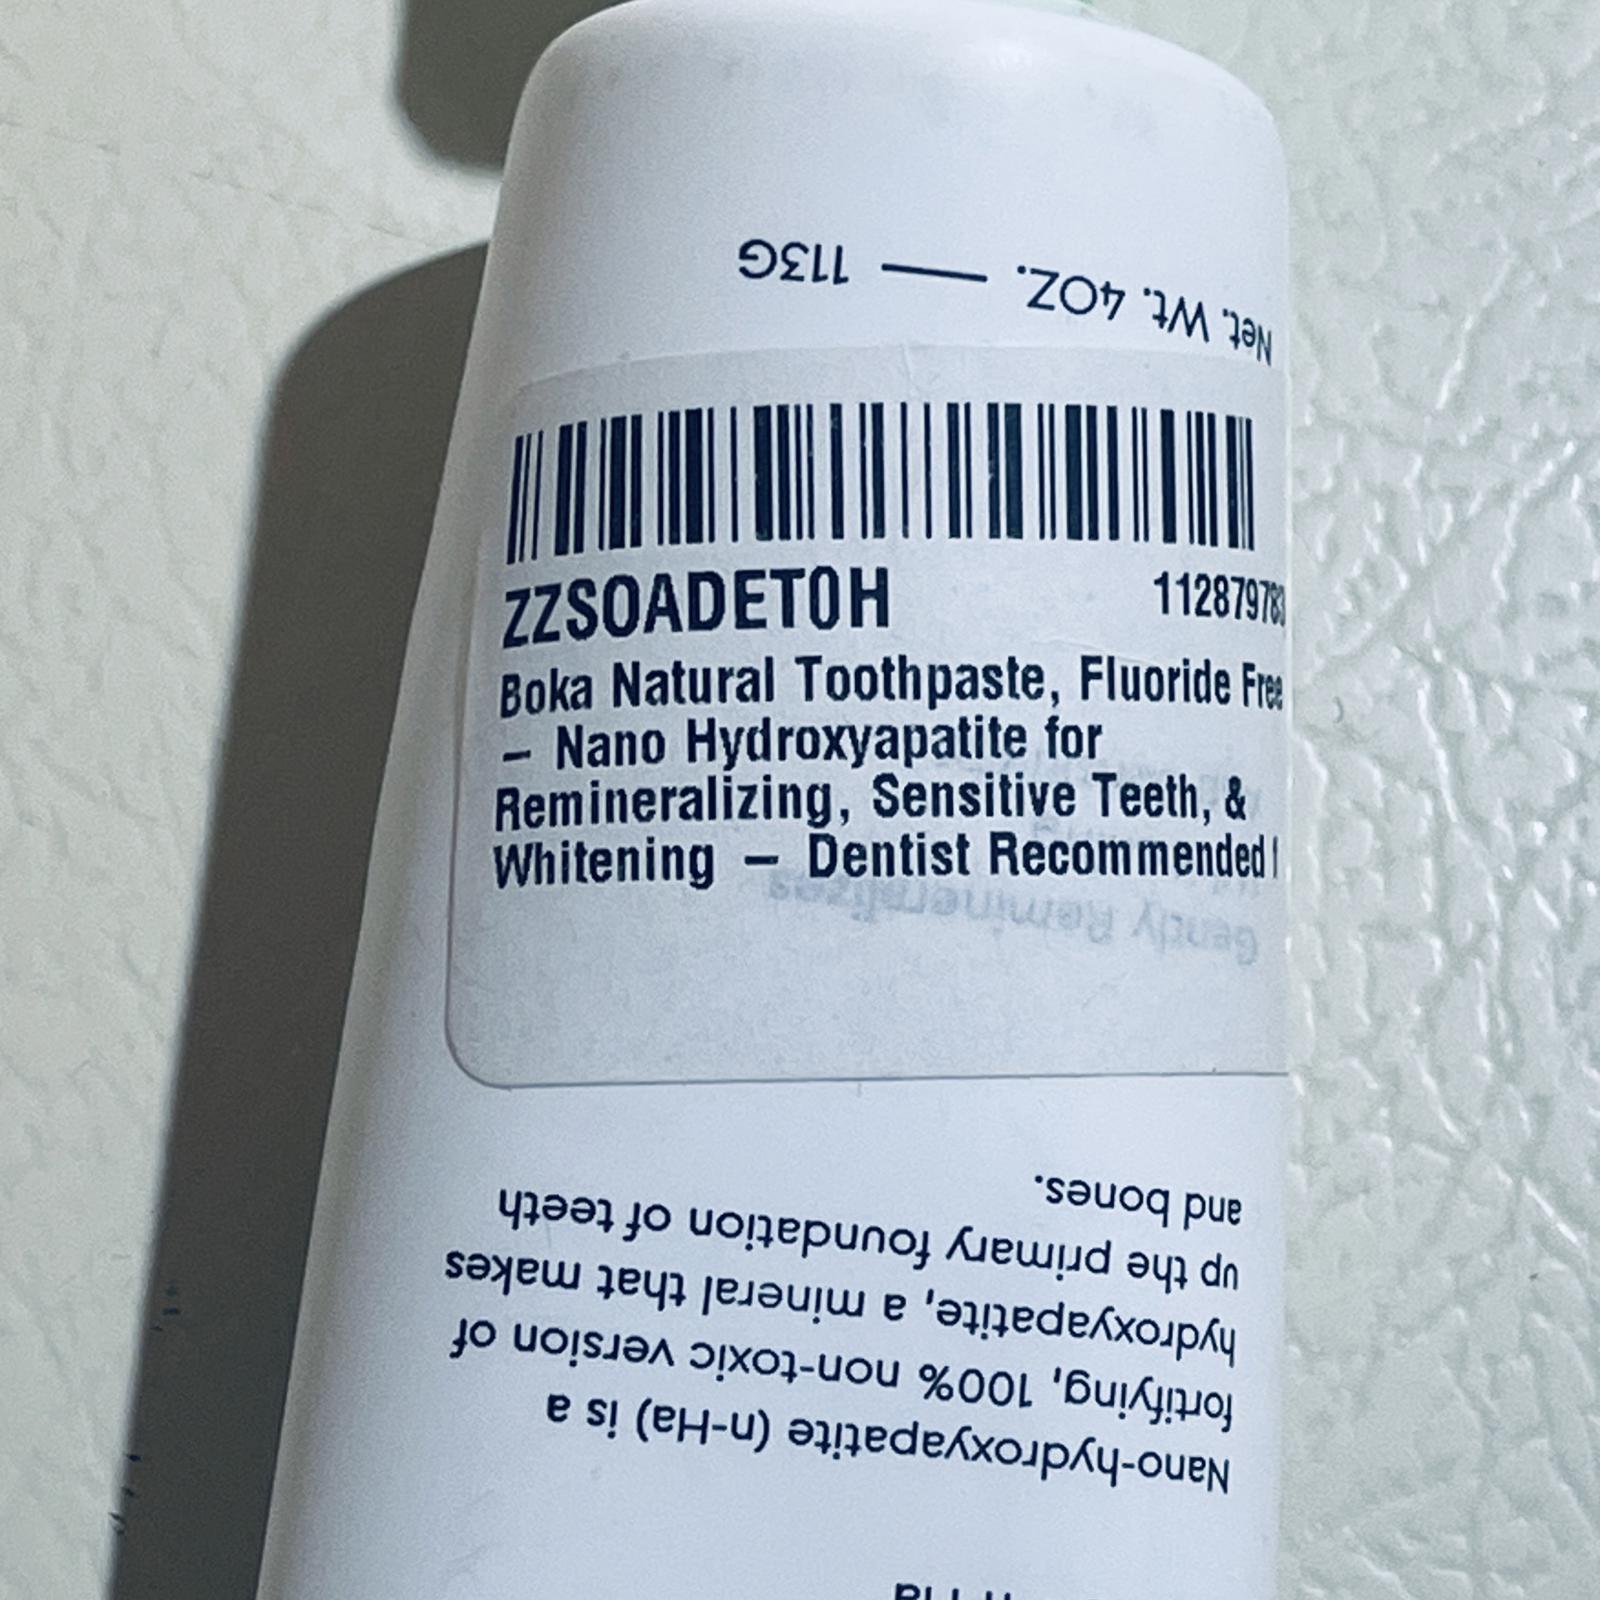 Net. Wt. 4OZ. — 113G
ZZSOADETOH
Boka Natural Toothpaste, Fluoride Free
– Nano Hydroxyapatite for
Remineralizing, Sensitive Teeth, &
Whitening – Dentist Recommended
Gently Remineralizes
Nano-hydroxyapatite (n-Ha) is a
fortifying, 100% non-toxic version of
hydroxyapatite, a mineral that makes
up the primary foundation of teeth
and bones.